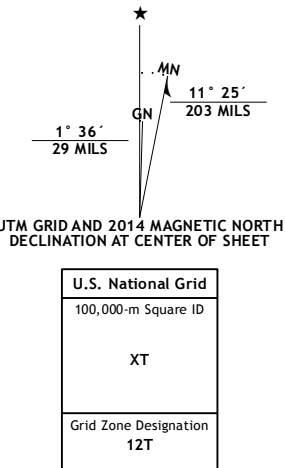 MN
11° 25´
203 MILS
GN
1° 36´
29 MILS
UTM GRID AND 2014 MAGNETIC NORTH
DECLINATION AT CENTER OF SHEET
U.S. National Grid
100,000-m Square ID
XT
Grid Zone Designation
12T